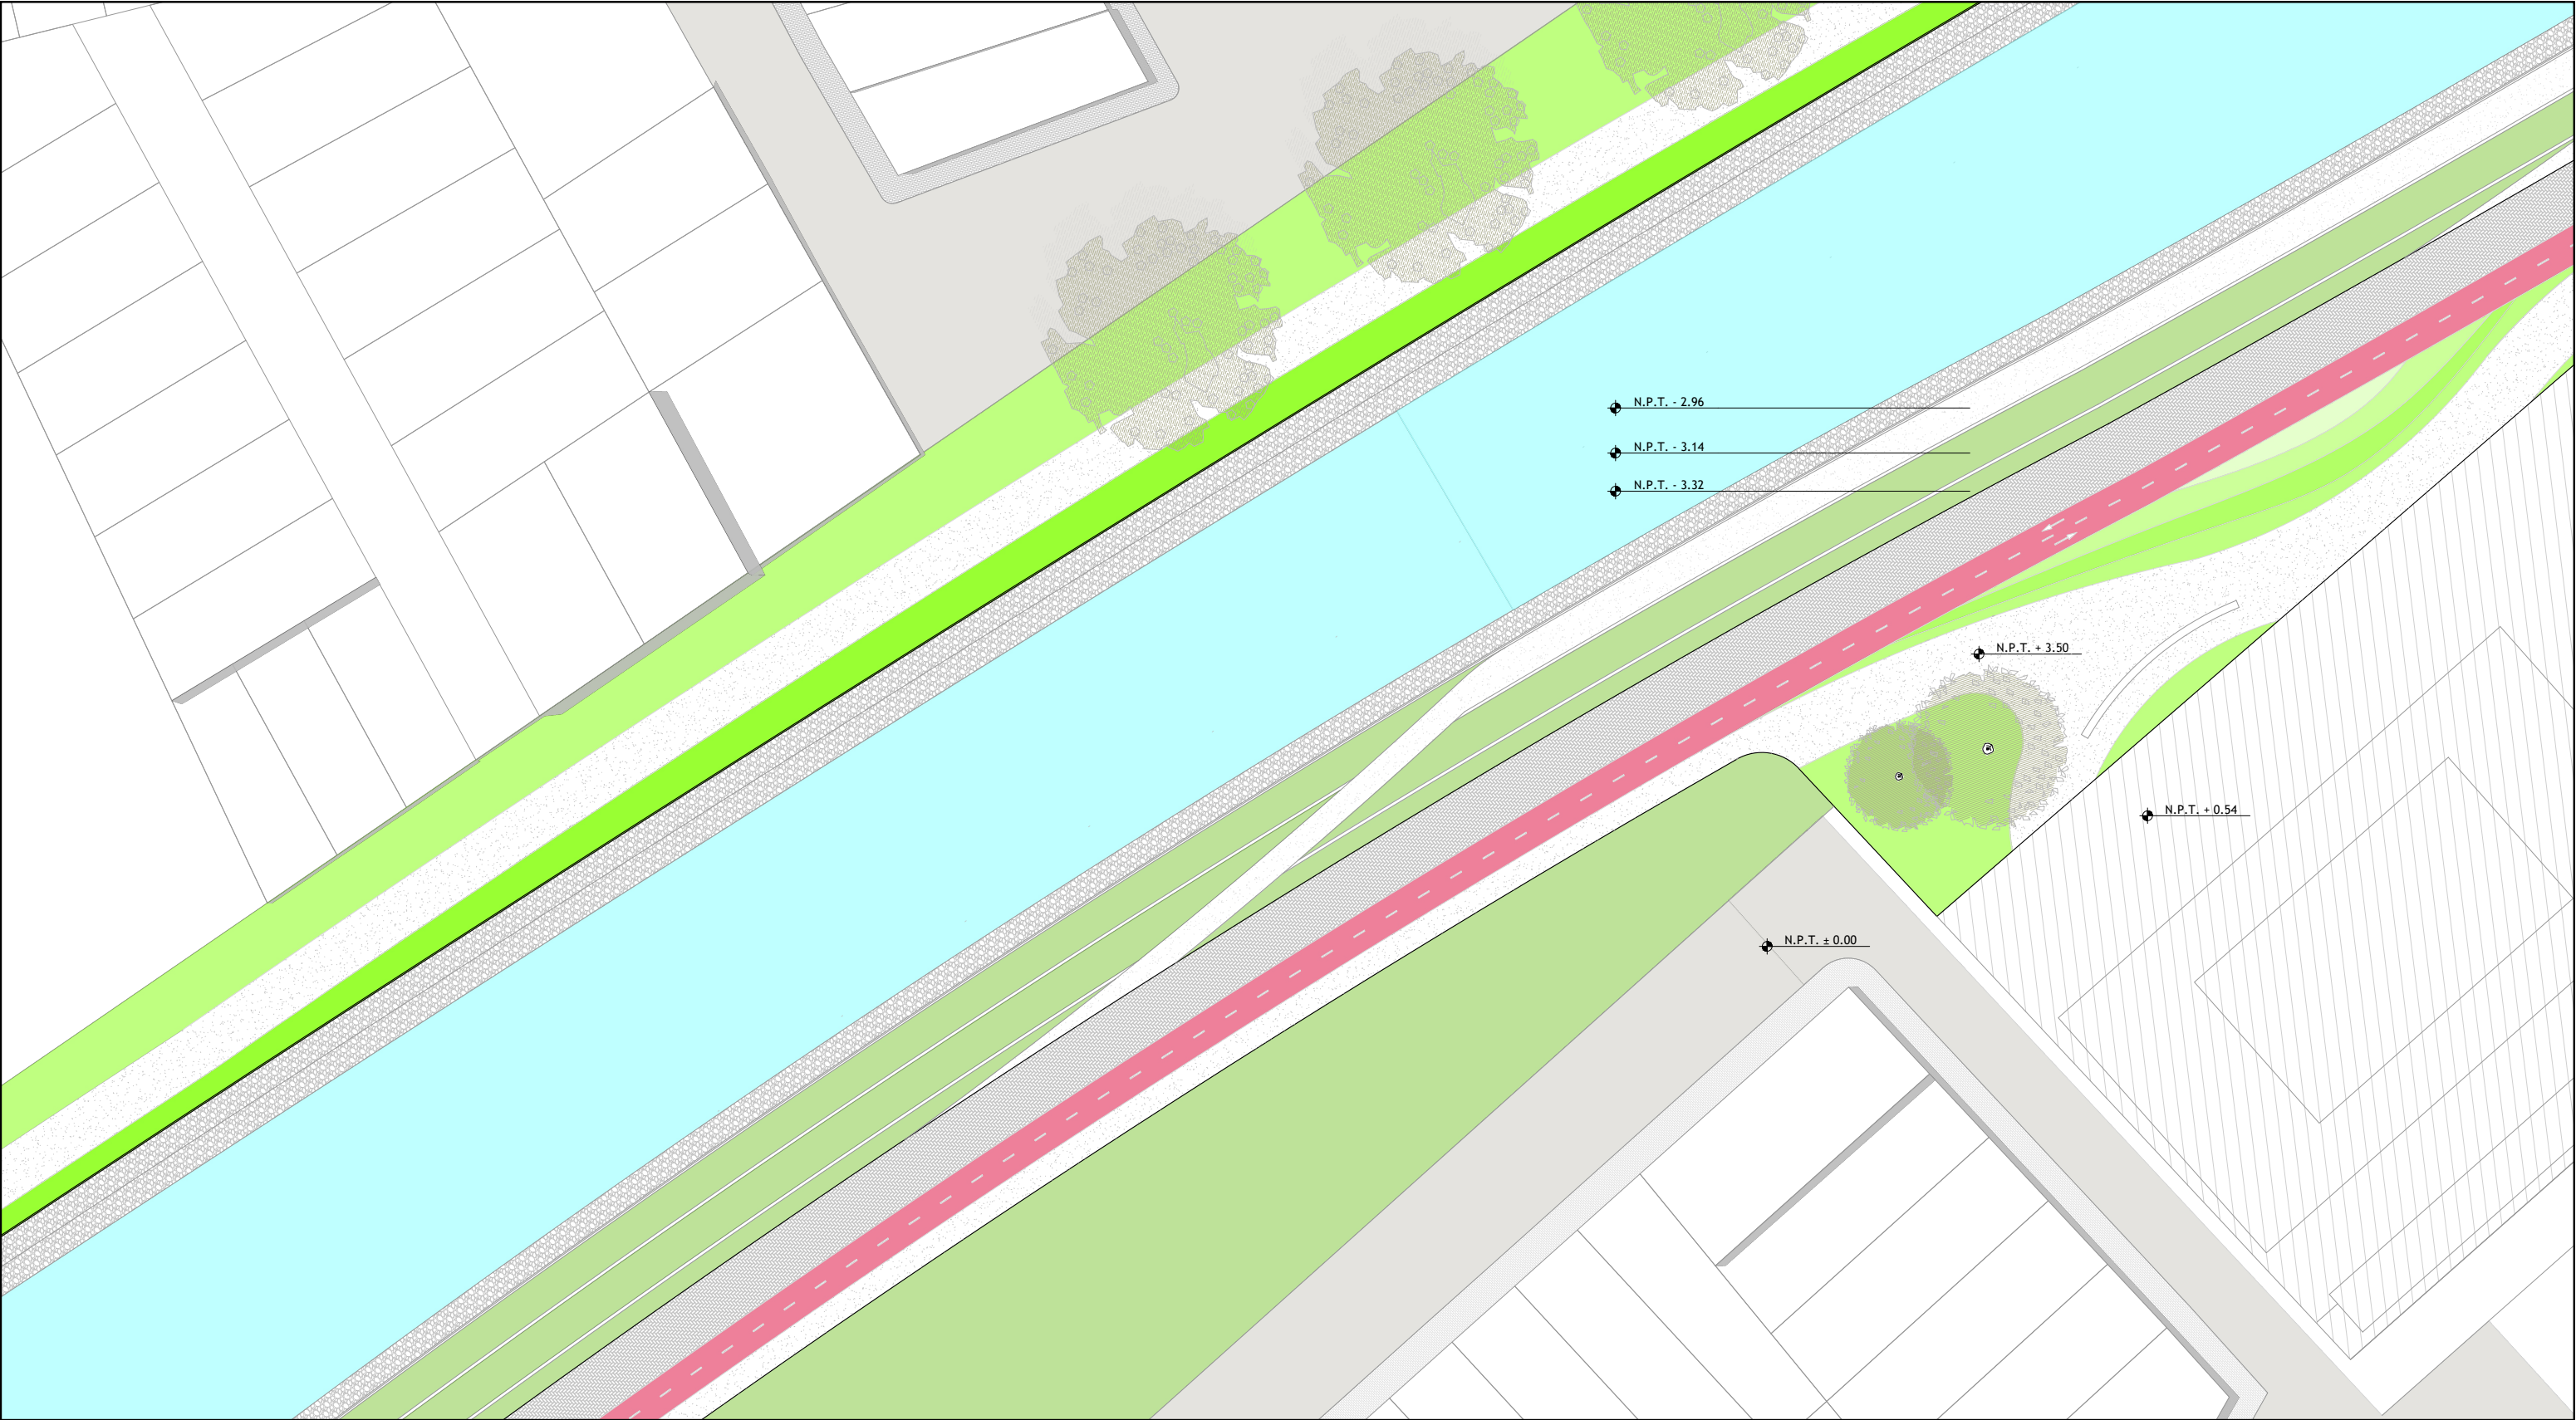 N.P.T. - 2.96
N.P.T. - 3.14
N.P.T. - 3.32
N.P.T. + 3.50
N.P.T. + 0.54
N.P.T. ± 0.00